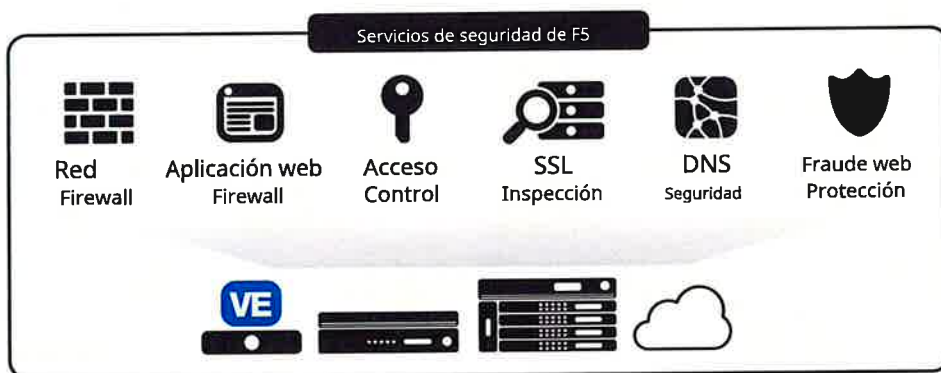 Servicios de seguridad de F5
Red
Firewall
Aplicación web
Firewall
Acceso
Control
SSL
Inspección
DNS
Seguridad
Fraude web
Protección
VE